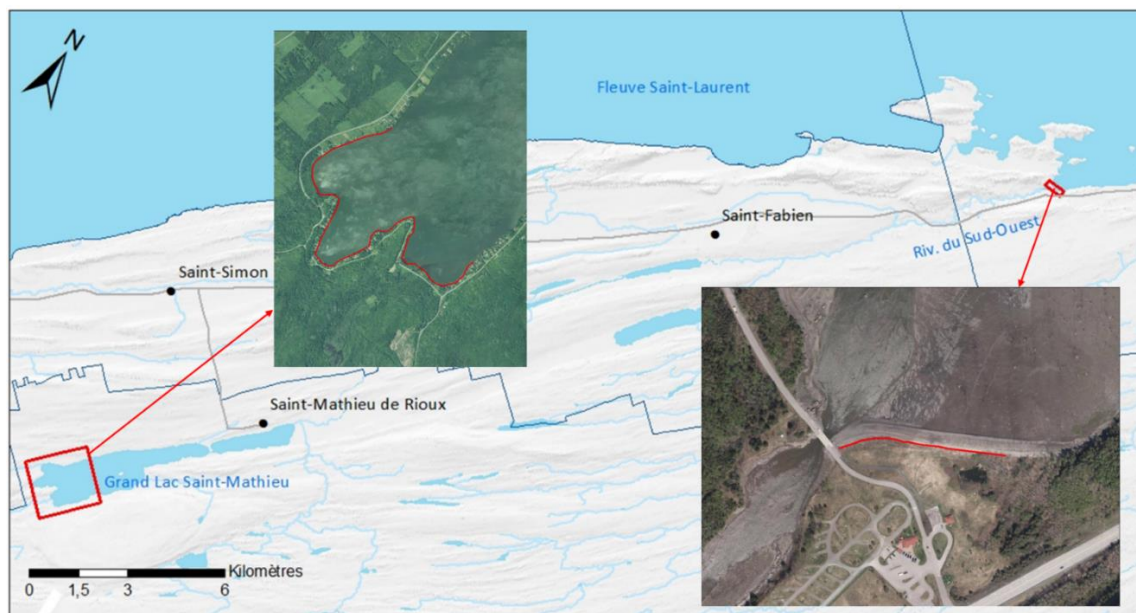 N
Fleuve Saint-Laurent
Saint-Fabien
Riv. du Sud-Ouest
Saint-Simon
Saint-Mathieu de Rioux
Grand Lac Saint-Mathieu
Kilomètres
0 1,5 3 6